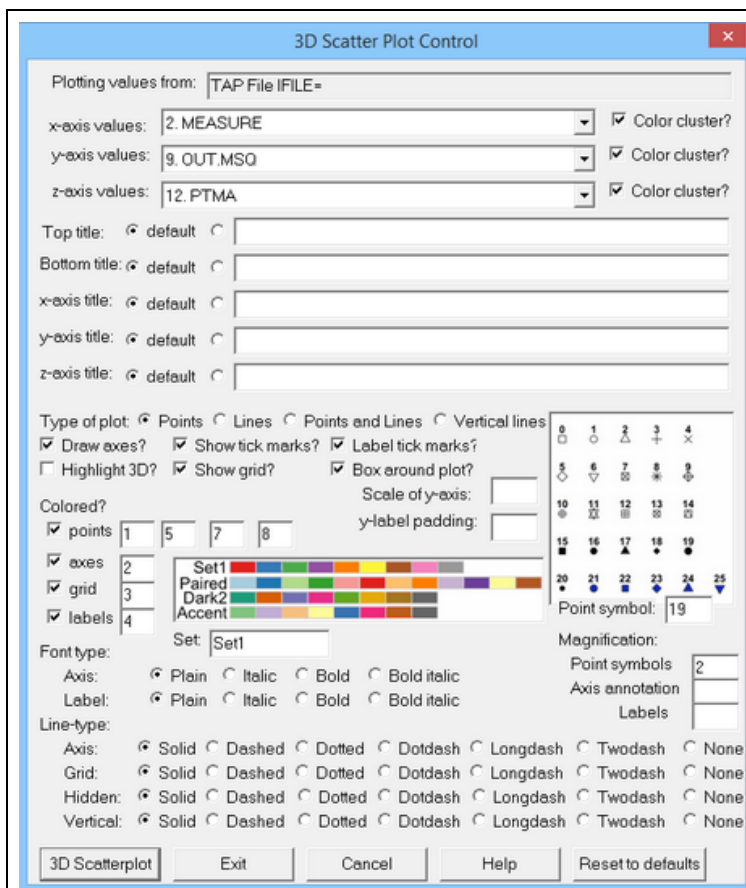 3D Scatter Plot Control
Plotting values from: TAP File IFILE=
x-axis values: 2. MEASURE Color cluster?
y-axis values: 9. OUT.MSQ Color cluster?
z-axis values: 12. PTMA Color cluster?
Top title: default
Bottom title: default
x-axis title: default
y-axis title: default
z-axis title: default
Type of plot: Points Lines Points and Lines Vertical lines
Draw axes? Show tick marks? Label tick marks?
Highlight 3D? Show grid? Box around plot?
Scale of y-axis:
y-label padding:
0 1 2 3 4
5 6 7 8 9
10 11 12 13 14
15 16 17 18 19
20 21 22 23 24 25
Point symbol: 19
Colored?
points 1 5 7 8
axes 2
grid 3
labels 4
Set1
Paired
Dark2
Accent
Set: Set1
Magnification:
Point symbols 2
Axis annotation
Labels
Font type:
Axis: Plain Italic Bold Bold italic
Label: Plain Italic Bold Bold italic
Line-type:
Axis: Solid Dashed Dotted Dotdash Longdash Twodash None
Grid: Solid Dashed Dotted Dotdash Longdash Twodash None
Hidden: Solid Dashed Dotted Dotdash Longdash Twodash None
Vertical: Solid Dashed Dotted Dotdash Longdash Twodash None
3D Scatterplot Exit Cancel Help Reset to defaults